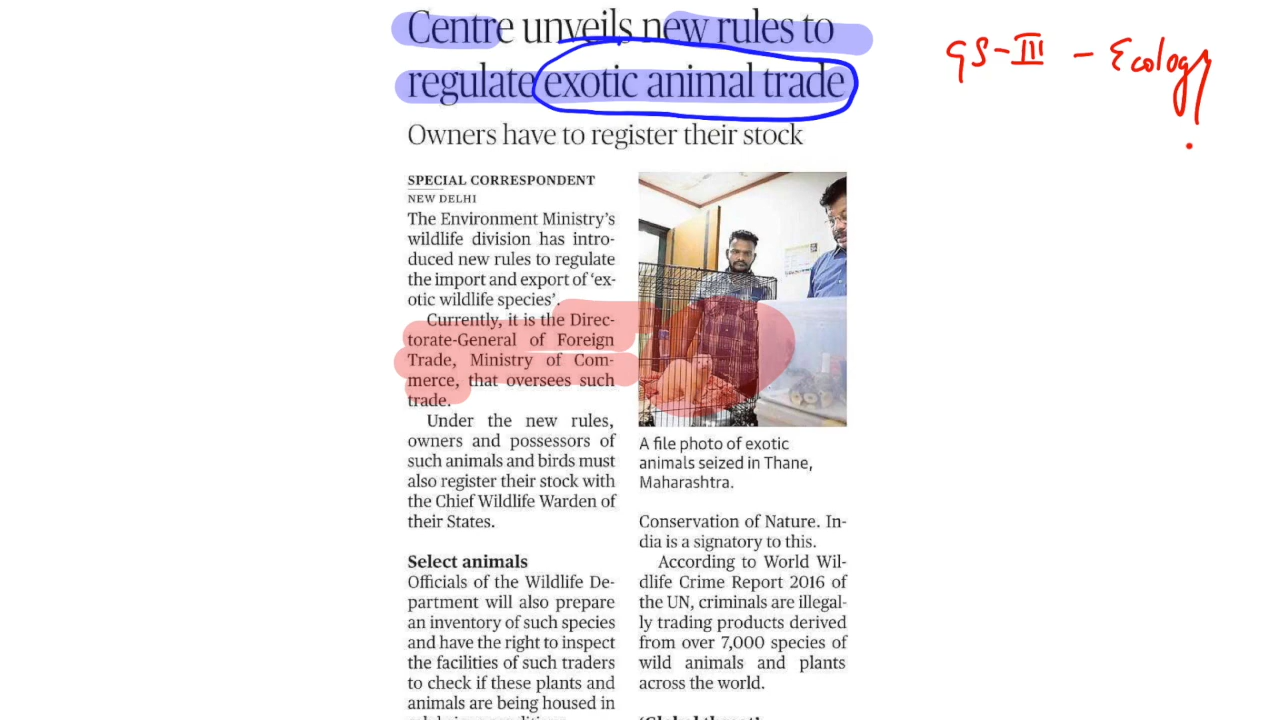 Centre unveils new rules to
regulate exotic animal trade
Owners have to register their stock
GS-III - Ecology
SPECIAL CORRESPONDENT
NEW DELHI
The Environment Ministry's
wildlife division has intro-
duced new rules to regulate
the import and export of 'ex-
otic wildlife species'.
Currently, it is the Direc-
torate-General of Foreign
Trade, Ministry of Com-
merce, that oversees such
trade.
Under the new rules,
owners and possessors of
such animals and birds must
also register their stock with
the Chief Wildlife Warden of
their States.
Select animals
Officials of the Wildlife De-
partment will also prepare
an inventory of such species
and have the right to inspect
the facilities of such traders
to check if these plants and
animals are being housed in
A file photo of exotic
animals seized in Thane,
Maharashtra.
Conservation of Nature. In-
dia is a signatory to this.
According to World Wil-
dlife Crime Report 2016 of
the UN, criminals are illegal-
ly trading products derived
from over 7,000 species of
wild animals and plants
across the world.
'Global threat'